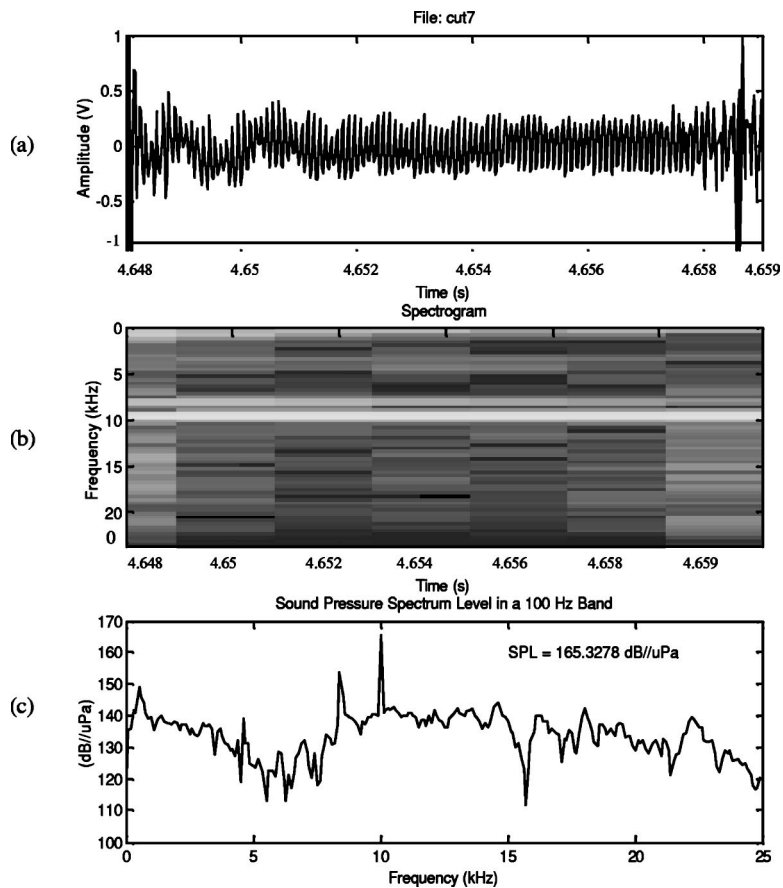 File: cut7
(a)
Amplitude (V)
1
0.5
0
-0.5
-1
4.648 4.65 4.652 4.654 4.656 4.658 4.659
Time (s)
Spectrogram
(b)
Frequency (kHz)
0
5
10
15
20
0
4.648 4.65 4.652 4.655 4.656 4.658 4.659
Time (s)
Sound Pressure Spectrum Level in a 100 Hz Band
(c)
(dB//uPa)
170
160
150
140
130
120
110
100
SPL = 165.3278 dB//uPa
0 5 10 15 20 25
Frequency (kHz)